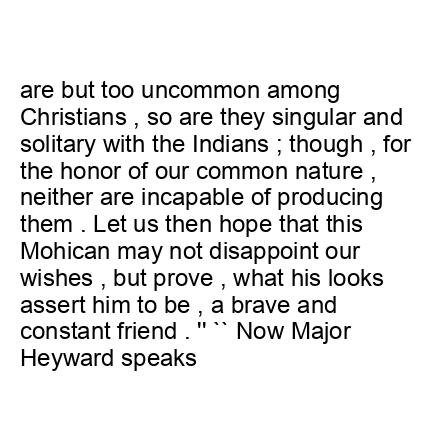 are but too uncommon among
Christians , so are they singular and
solitary with the Indians ; though , for
the honor of our common nature ,
neither are incapable of producing
them . Let us then hope that this
Mohican may not disappoint our
wishes , but prove , what his looks
assert him to be , a brave and
constant friend . '' `` Now Major
Heyward speaks